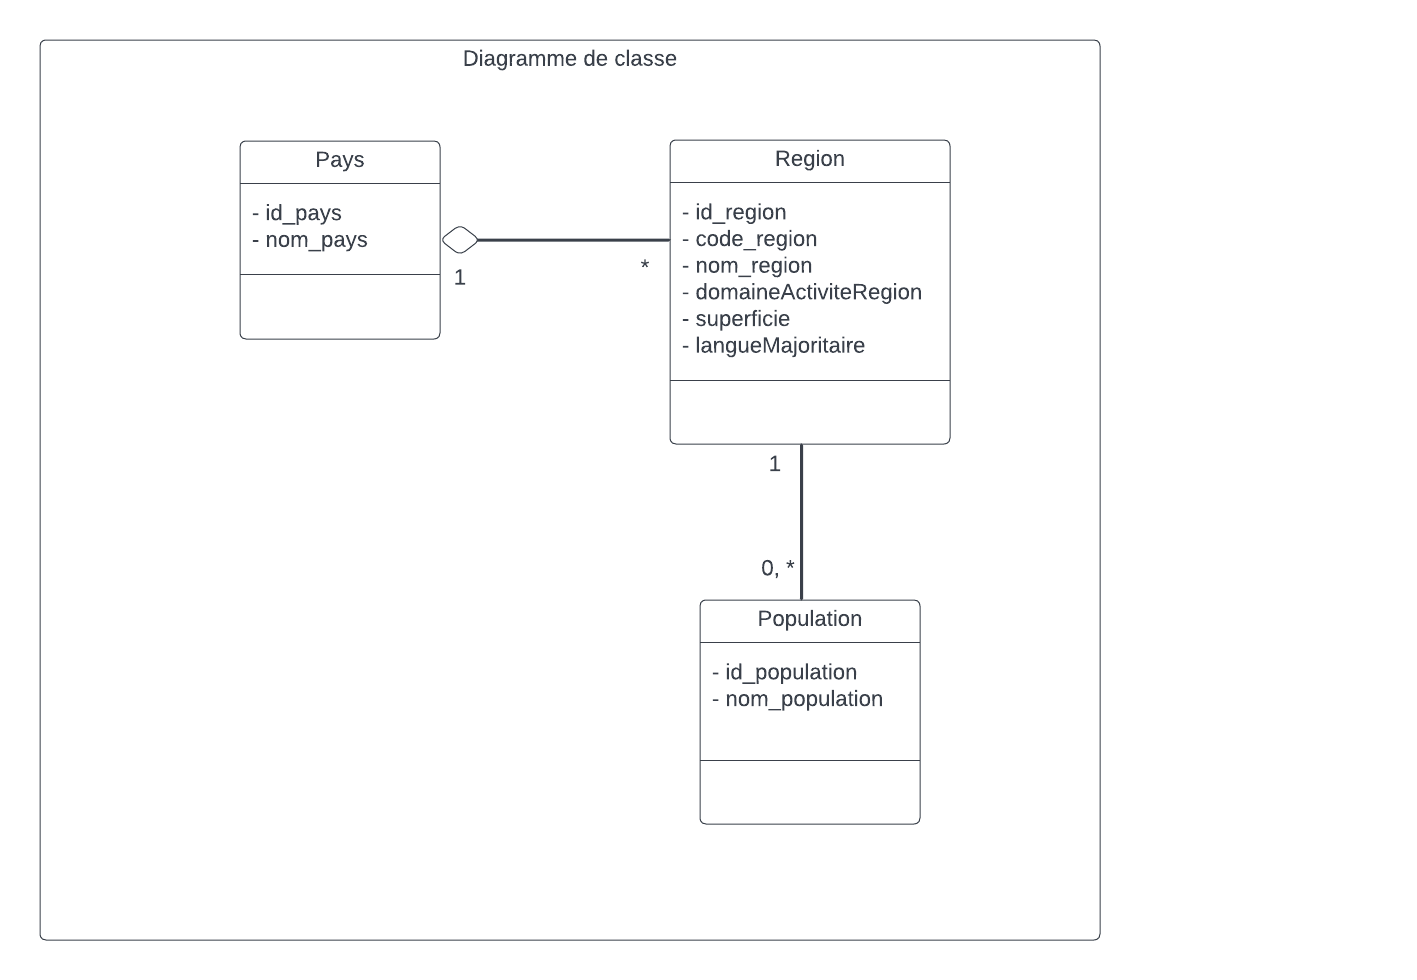 Diagramme de classe
Pays
- id_pays
- nom_pays
1
*
Region
- id_region
- code_region
- nom_region
- domaineActiviteRegion
- superficie
- langueMajoritaire
1
0, *
Population
- id_population
- nom_population